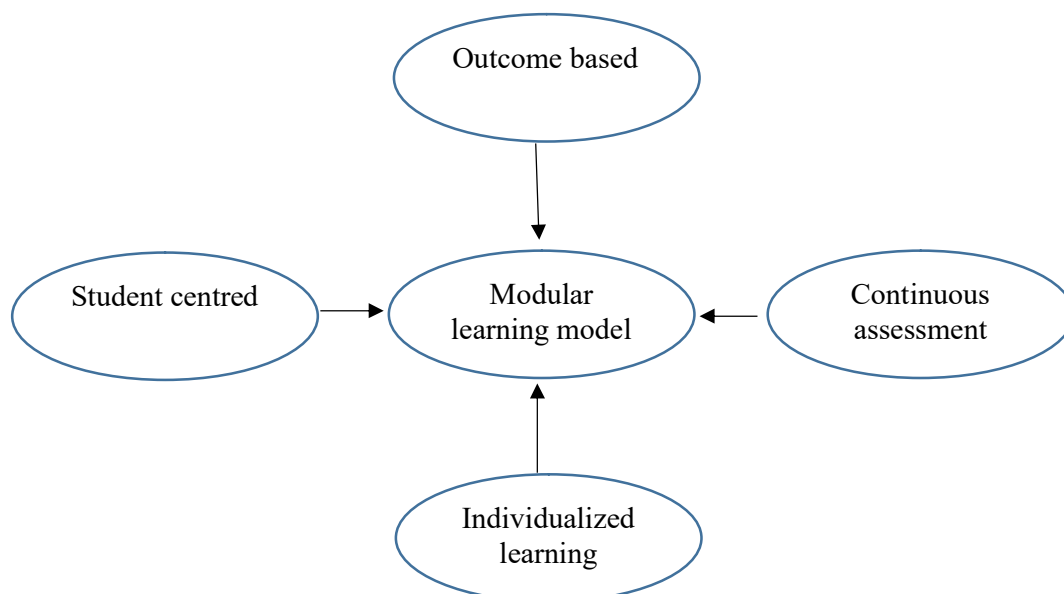 Outcome based
Student centred
Modular
learning model
Continuous
assessment
Individualized
learning